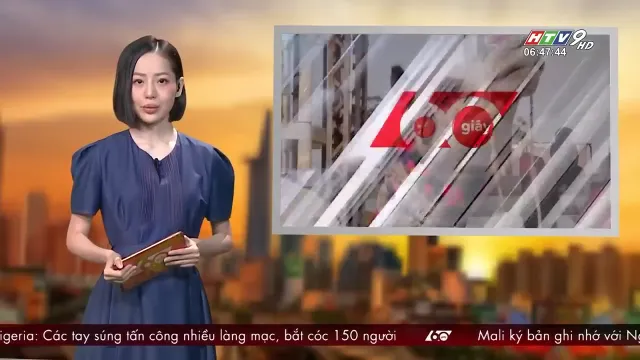 HTV9 HD
06:47:44
60 giây
igeria: Các tay súng tấn công nhiều làng mạc, bắt cóc 150 người 60 Mali ký bản ghi nhớ với N